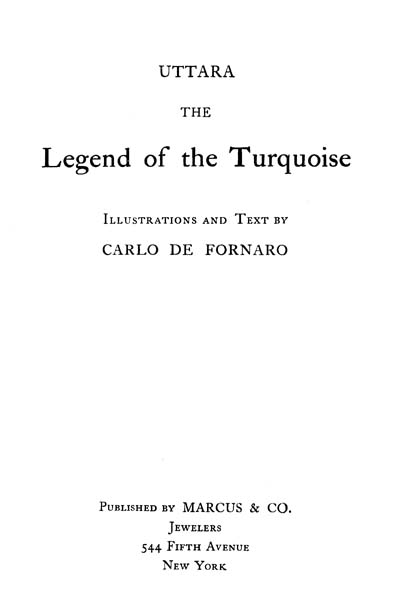 UTTARA
THE
Legend of the Turquoise
Illustrations and Text by
CARLO DE FORNARO
Published by MARCUS & CO.
Jewelers
544 Fifth Avenue
New York